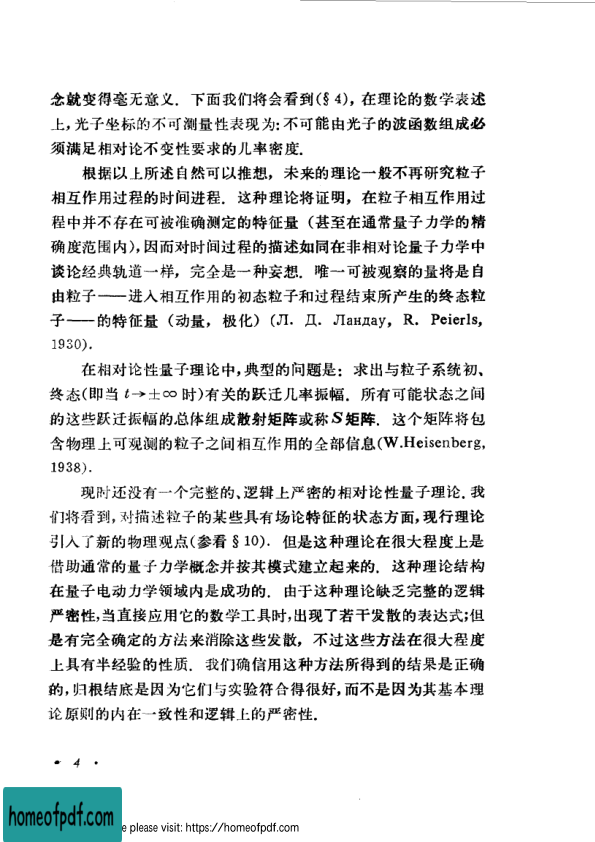 念就变得毫无意义．下面我们将会看到(§4)，在理论的数学表述
上，光子坐标的不可测量性表现为：不可能由光子的波函数组成必
须满足相对论不变性要求的几率密度．
根据以上所述自然可以推想，未来的理论一般不再研究粒子
相互作用过程的时间进程．这种理论将证明，在粒子相互作用过
程中并不存在可被准确测定的特征量（甚至在通常量子力学的精
确度范围内），因而对时间过程的描述如同在非相对论量子力学中
谈论经典轨道一样，完全是一种妄想．唯一可被观察的量将是自
由粒子——进入相互作用的初态粒子和过程结束所产生的终态粒
子——的特征量（动量，极化）(Л. Д. Ландау, R. Peierls,
1930)．
在相对论性量子理论中，典型的问题是：求出与粒子系统初、
终态(即当 t→±∞ 时)有关的跃迁几率振幅．所有可能状态之间
的这些跃迁振幅的总体组成散射矩阵或称S矩阵．这个矩阵将包
含物理上可观测的粒子之间相互作用的全部信息(W.Heisenberg,
1938)．
现时还没有一个完整的、逻辑上严密的相对论性量子理论．我
们将看到，对描述粒子的某些具有场论特征的状态方面，现行理论
引入了新的物理观点(参看§10)．但是这种理论在很大程度上是
借助通常的量子力学概念并按其模式建立起来的．这种理论结构
在量子电动力学领域内是成功的．由于这种理论缺乏完整的逻辑
严密性，当直接应用它的数学工具时，出现了若干发散的表达式；但
是有完全确定的方法来消除这些发散，不过这些方法在很大程度
上具有半经验的性质．我们确信用这种方法所得到的结果是正确
的，归根结底是因为它们与实验符合得很好，而不是因为其基本理
论原则的内在一致性和逻辑上的严密性．
• 4 •
homeofpdf.com
e please visit: https://homeofpdf.com